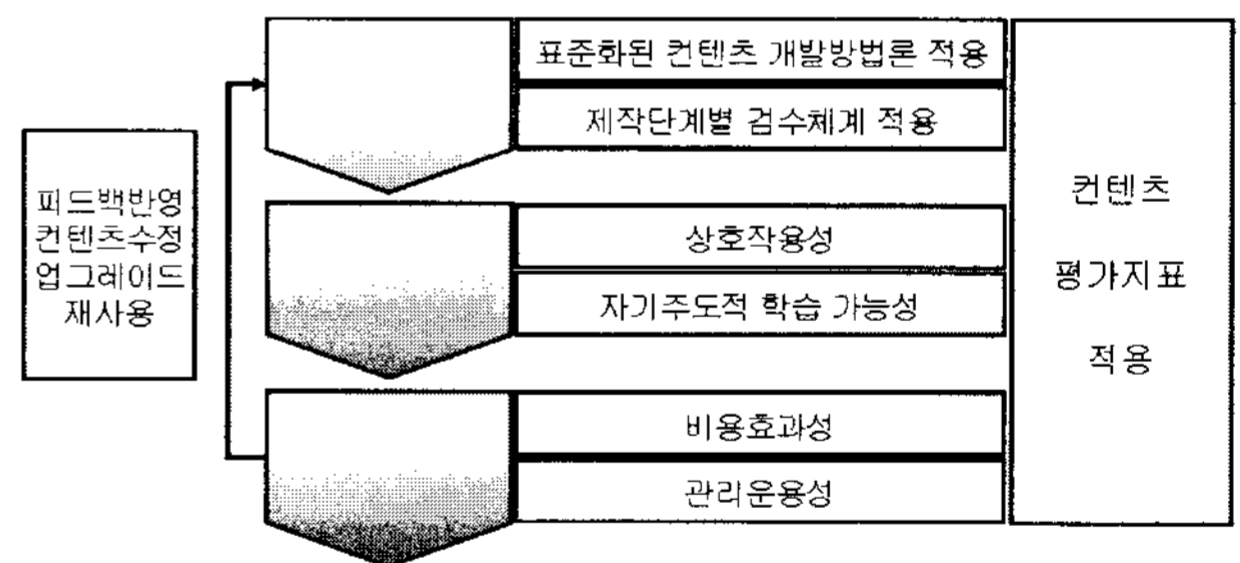 표준화된 컨텐츠 개발방법론 적용
제작단계별 검수체계 적용
피드백반영
컨텐츠수정
업그레이드
재사용
상호작용성
자기주도적 학습 가능성
비용효과성
관리운용성
컨텐츠
평가지표
적용